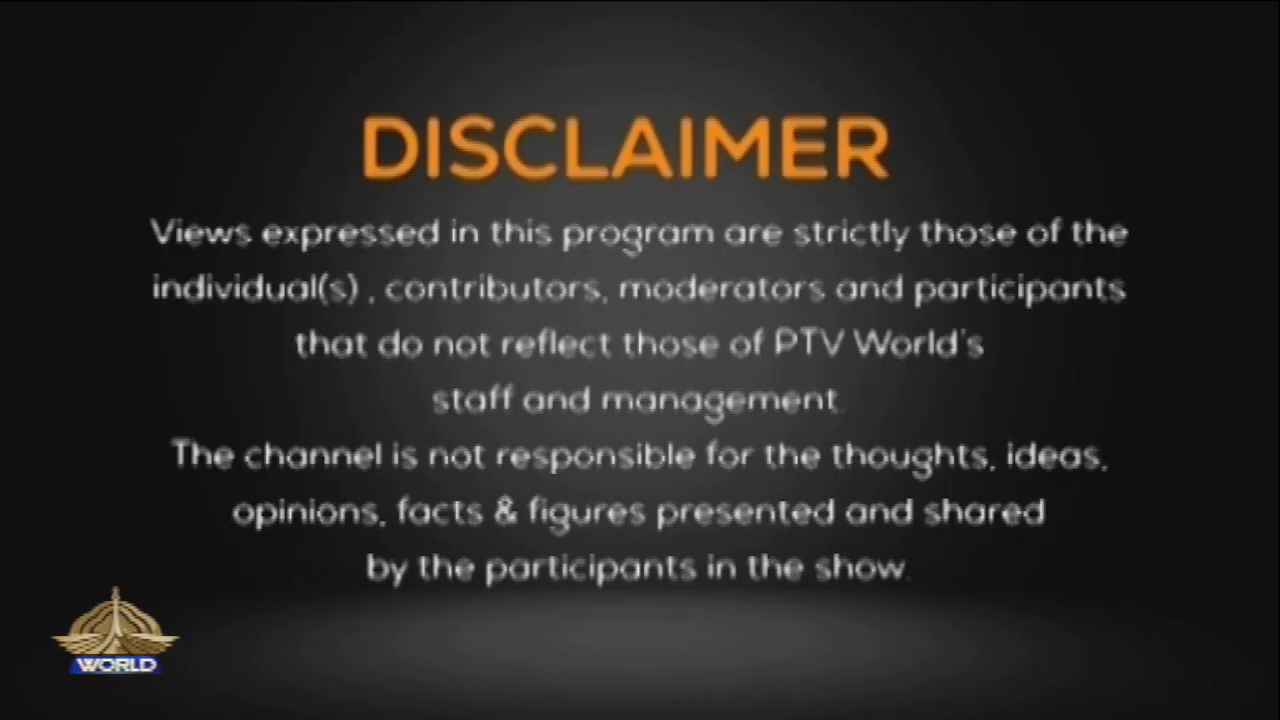 DISCLAIMER
Views expressed in this program are strictly those of the
individual(s) , contributors, moderators and participants
that do not reflect those of PTV World's
staff and management.
The channel is not responsible for the thoughts, ideas,
opinions, facts & figures presented and shared
by the participants in the show.
WORLD